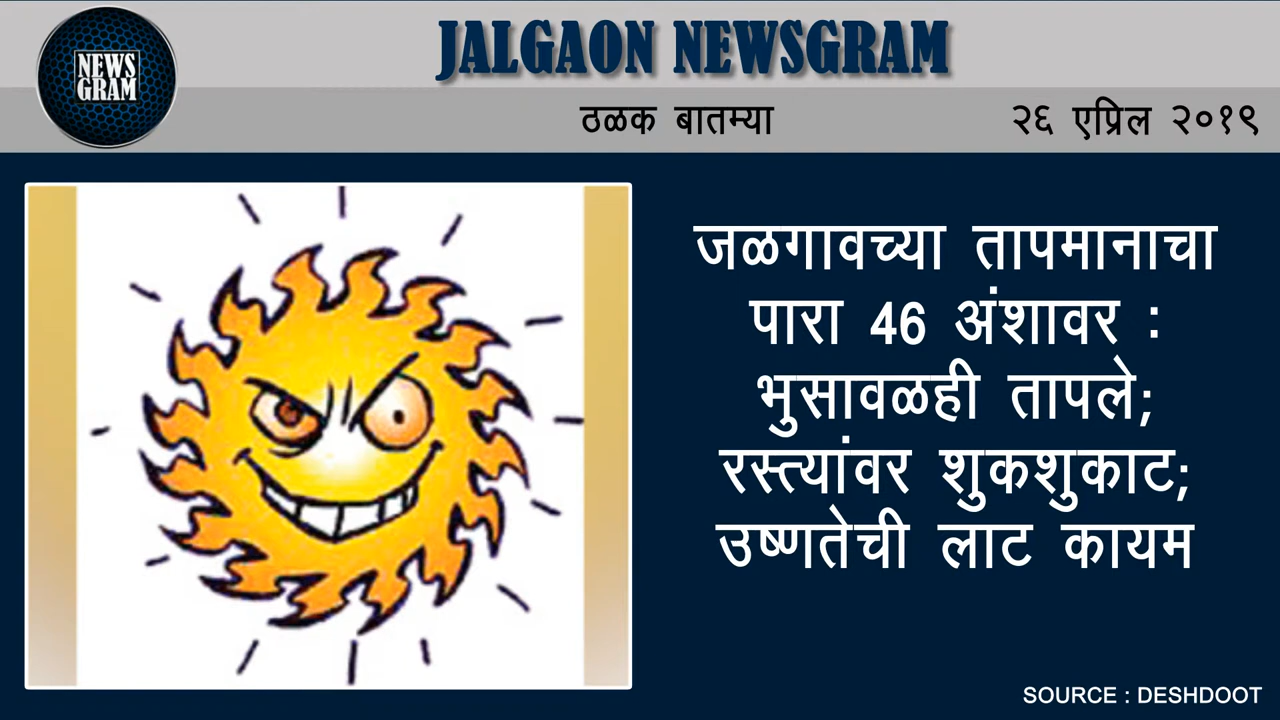 NEWS
GRAM
JALGAON NEWSGRAM
ठळक बातम्या
२६ एप्रिल २०१९
जळगावच्या तापमानाचा
पारा 46 अंशावर :
भुसावळही तापले;
रस्त्यांवर शुकशुकाट;
उष्णतेची लाट कायम
SOURCE : DESHDOOT